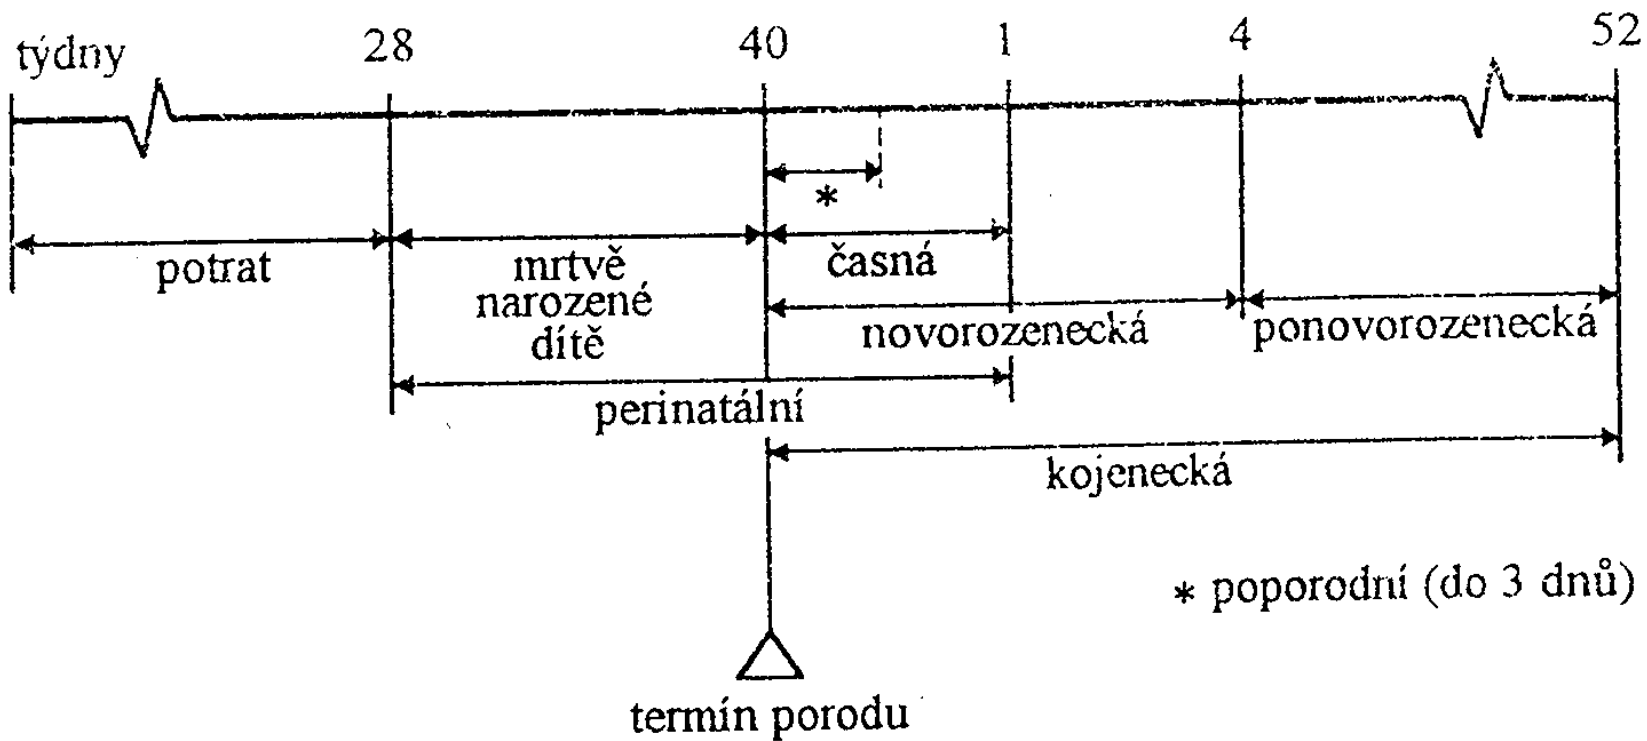 týdny 28 40 1 4 52
*
potrat
mrtvě
narozené
dítě
časná
novorozenecká
ponovorozenecká
perinatální
kojenecká
* poporodní (do 3 dnů)
termín porodu